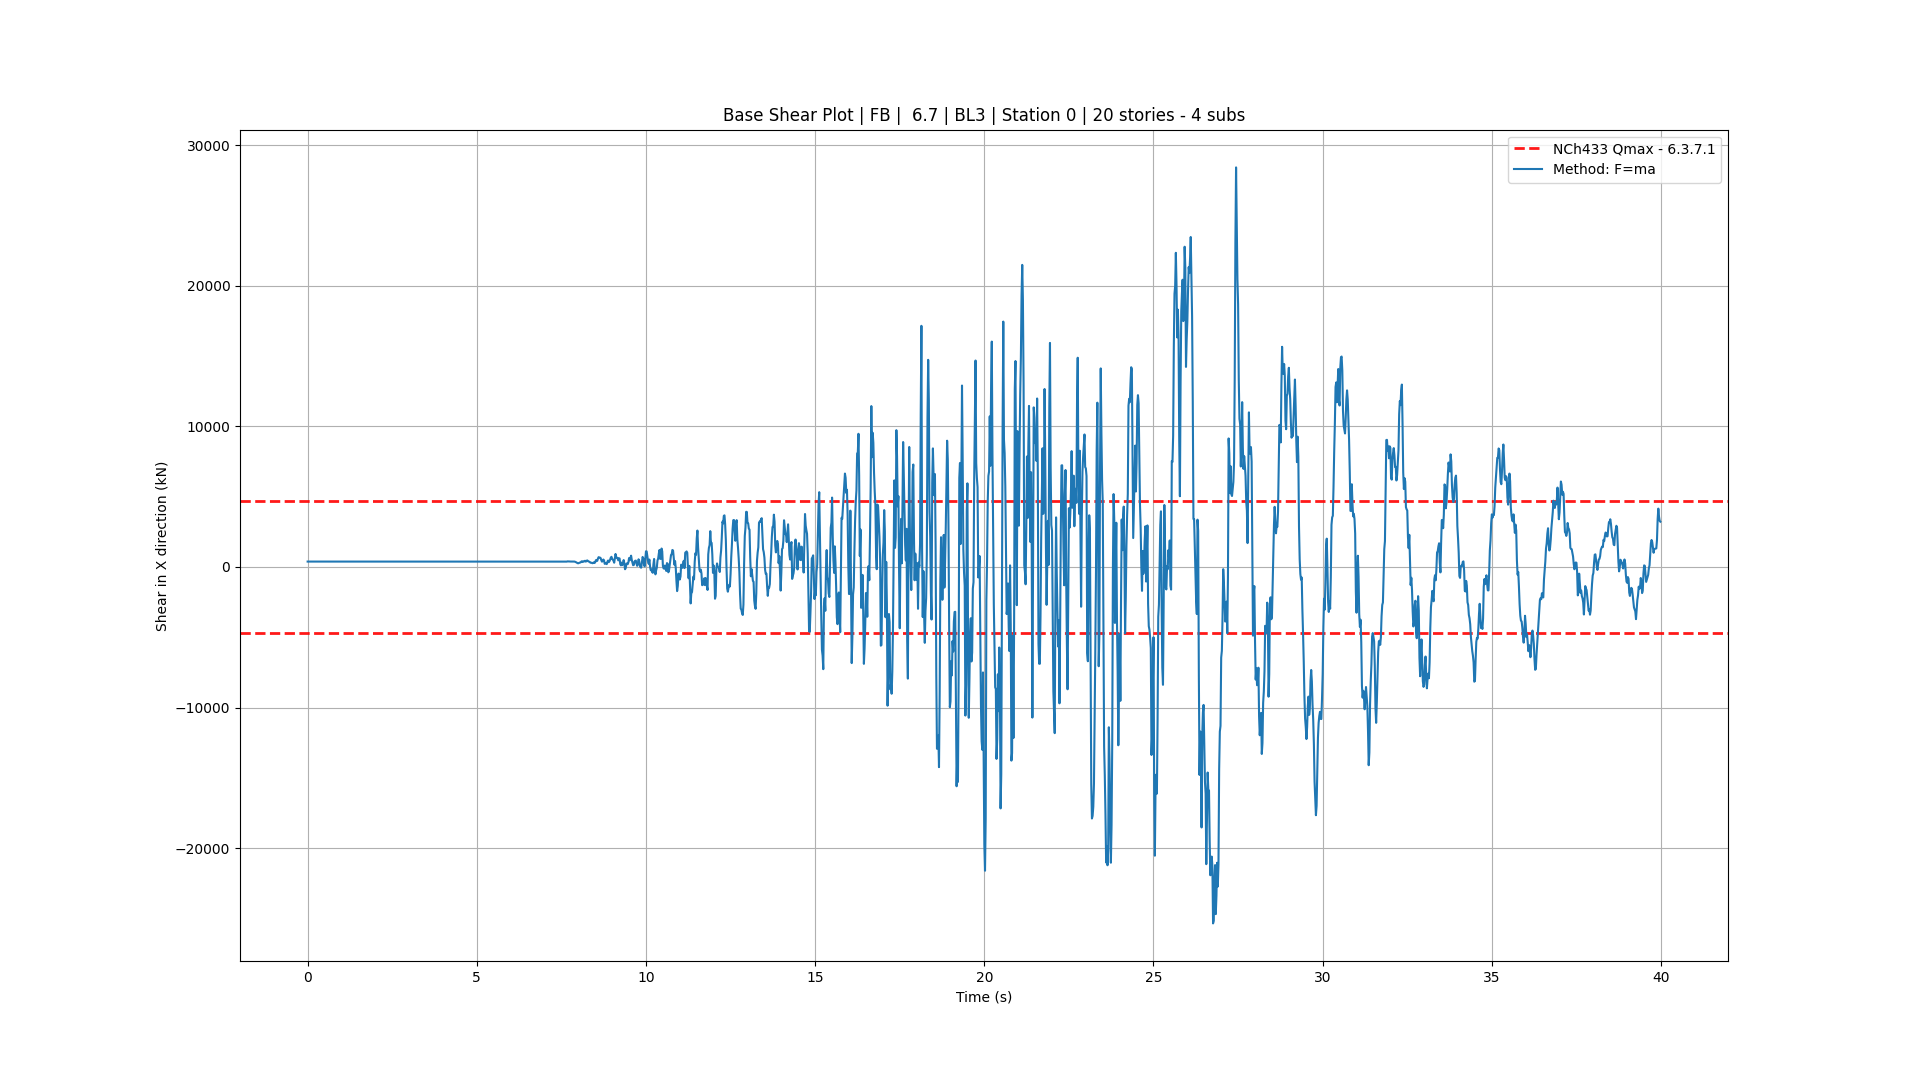 Base Shear Plot | FB |  6.7 | BL3 | Station 0 | 20 stories - 4 subs
NCh433 Qmax - 6.3.7.1
Method: F=ma
30000
20000
10000
0
−10000
−20000
Shear in X direction (kN)
0 5 10 15 20 25 30 35 40
Time (s)